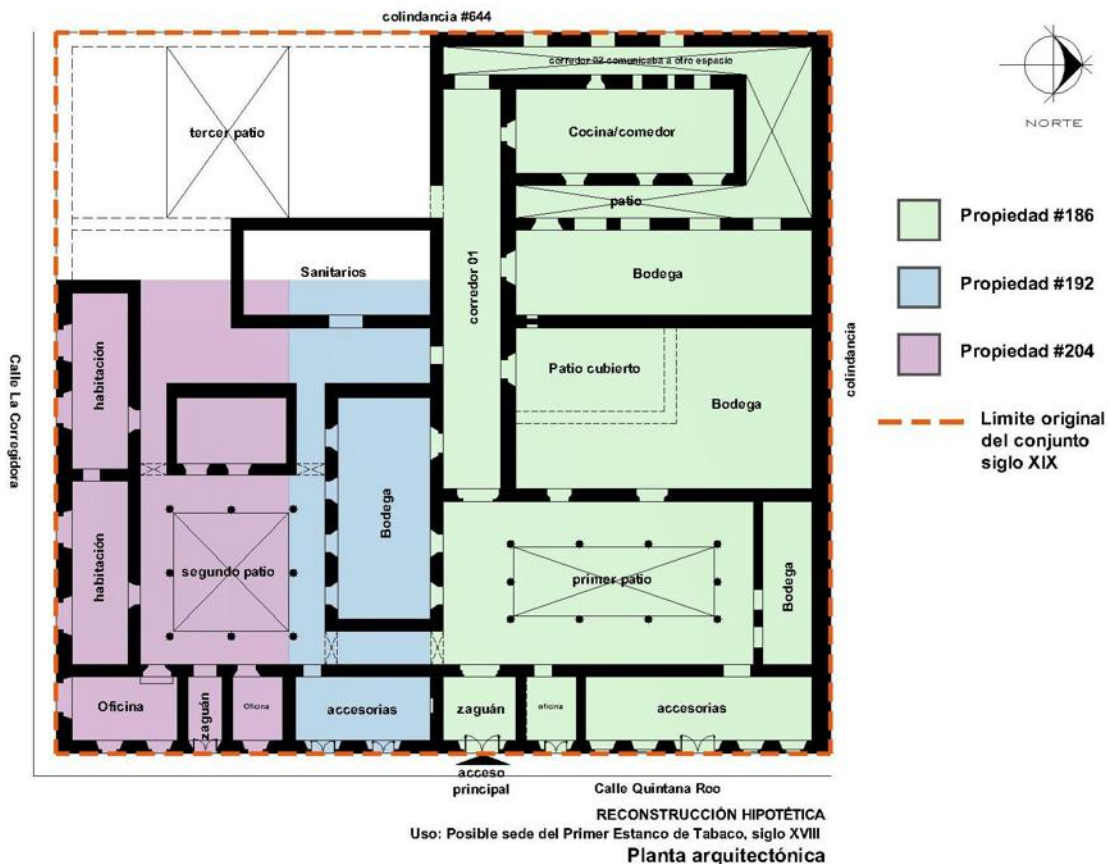 colindancia #644
corredor 02 comunicaba a otro espacio
NORTE
tercer patio
Cocina/comedor
patio
Propiedad #186
Sanitarios
corredor 01
Bodega
Propiedad #192
Propiedad #204
Calle La Corregidora
habitación
Patio cubierto
Bodega
colindancia
Límite original
del conjunto
siglo XIX
habitación
Bodega
segundo patio
primer patio
Bodega
Oficina
zaguán
Oficina
accesorias
zaguán
oficina
accesorias
acceso
principal
Calle Quintana Roo
RECONSTRUCCIÓN HIPOTÉTICA
Uso: Posible sede del Primer Estanco de Tabaco, siglo XVIII
Planta arquitectónica